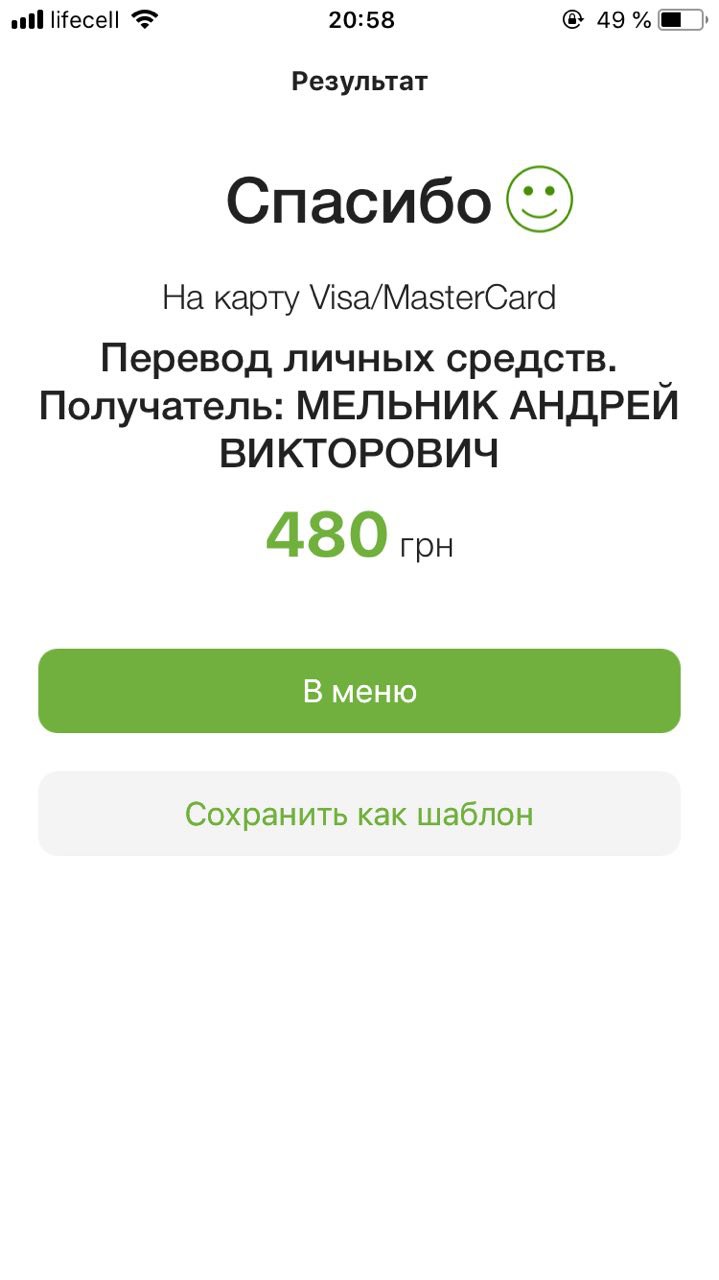 lifecell 20:58 49 %
Результат
Спасибо
На карту Visa/MasterCard
Перевод личных средств.
Получатель: МЕЛЬНИК АНДРЕЙ
ВИКТОРОВИЧ
480 грн
В меню
Сохранить как шаблон